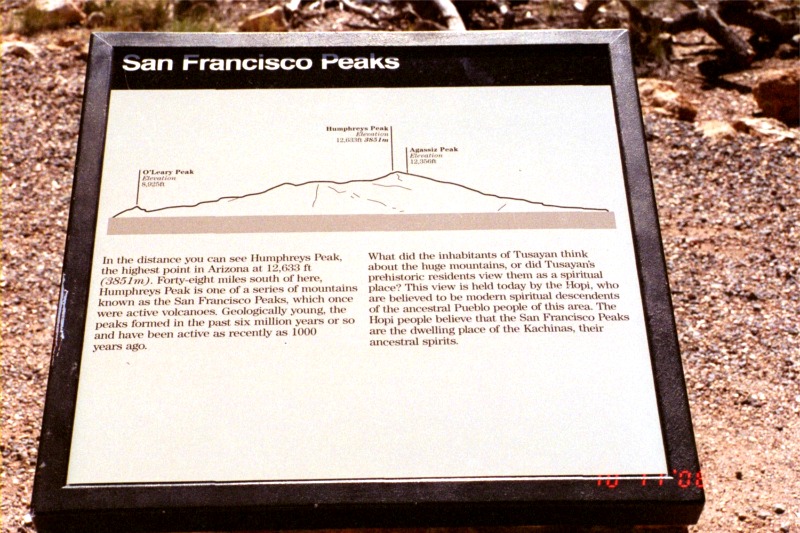 San Francisco Peaks
Humphreys Peak
Elevation
12,633ft 3851m
Agassiz Peak
Elevation
12,356ft
O'Leary Peak
Elevation
8,925ft
In the distance you can see Humphreys Peak,
the highest point in Arizona at 12,633 ft
(3851m). Forty-eight miles south of here,
Humphreys Peak is one of a series of mountains
known as the San Francisco Peaks, which once
were active volcanoes. Geologically young, the
peaks formed in the past six million years or so
and have been active as recently as 1000
years ago.
What did the inhabitants of Tusayan think
about the huge mountains, or did Tusayan's
prehistoric residents view them as a spiritual
place? This view is held today by the Hopi, who
are believed to be modern spiritual descendents
of the ancestral Pueblo people of this area. The
Hopi people believe that the San Francisco Peaks
are the dwelling place of the Kachinas, their
ancestral spirits.